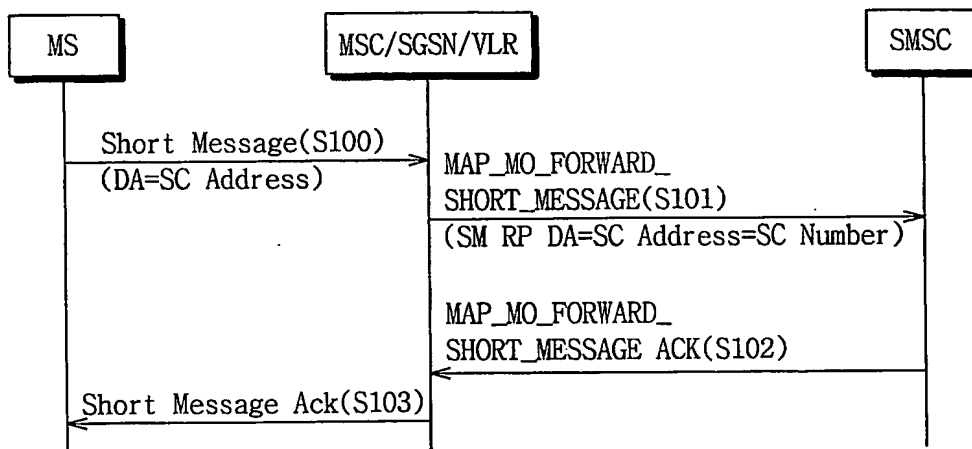 MS
MSC/SGSN/VLR
SMSC
Short Message(S100)
(DA=SC Address)
MAP_MO_FORWARD_
SHORT_MESSAGE(S101)
(SM RP DA=SC Address=SC Number)
MAP_MO_FORWARD_
SHORT_MESSAGE ACK(S102)
Short Message Ack(S103)